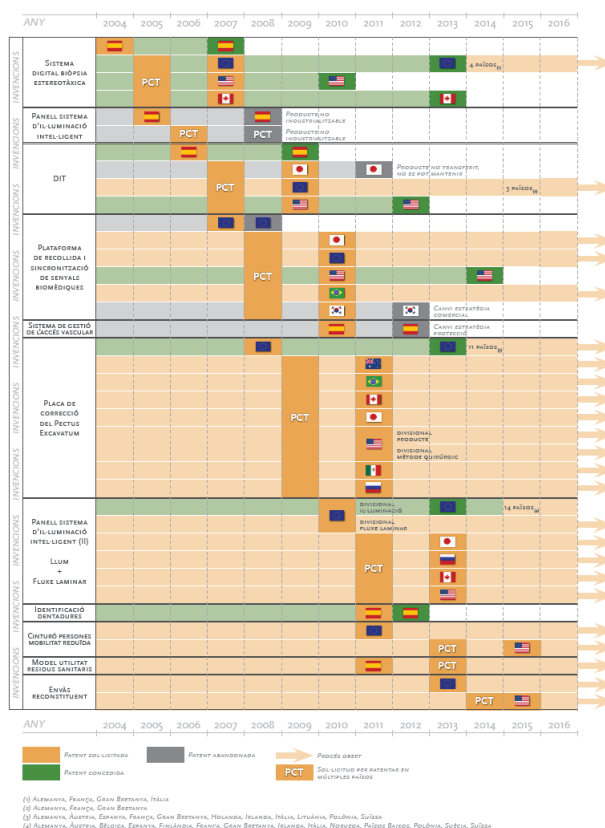 ANY 2004 2005 2006 2007 2008 2009 2010 2011 2012 2013 2014 2015 2016
INVENCIONS
SISTEMA
DIGITAL BIÒPSIA
ESTEREOTÀXICA
PCT
4 PAÏSOS
PANELL SISTEMA
D'IL·LUMINACIÓ
INTEL·LIGENT
PCT
PCT
PRODUCTE NO
INDUSTRIALITZABLE
PRODUCTE NO
INDUSTRIALITZABLE
INVENCIONS
DIT
PCT
PRODUCTE NO TRANSFERIT,
NO ES POT MANTENIR
3 PAÏSOS
INVENCIONS
PLATAFORMA
DE RECOLLIDA I
SINCRONITZACIÓ
DE SENYALS
BIOMÈDIQUES
PCT
CANVI ESTRATÈGIA
COMERCIAL
INVENCIONS
SISTEMA DE GESTIÓ
DE L'ACCÉS VASCULAR
CANVI ESTRATÈGIA
PROTECCIÓ
INVENCIONS
PLACA DE
CORRECCIÓ
DEL PECTUS
EXCAVATUM
PCT
11 PAÏSOS
DIVISIONAL
PRODUCTE
DIVISIONAL
MÈTODE QUIRÚRGIC
INVENCIONS
INVENCIONS
PANELL SISTEMA
D'IL·LUMINACIÓ
INTEL·LIGENT (II)
LLUM
+
FLUXE LAMINAR
PCT
DIVISIONAL
IL·LUMINACIÓ
DIVISIONAL
FLUXE LAMINAR
14 PAÏSOS
INVENCIONS
INVENCIONS
IDENTIFICACIÓ
DENTADURES
CINTURÓ PERSONES
MOBILITAT REDUÏDA
PCT
INVENCIONS
MODEL UTILITAT
RESIDUS SANITARIS
PCT
ENVÀS
RECONSTITUENT
PCT
ANY 2004 2005 2006 2007 2008 2009 2010 2011 2012 2013 2014 2015 2016
PATENT SOL·LICITADA
PATENT ABANDONADA
PROCÉS OBERT
PATENT CONCEDIDA
PCT
SOL·LICITUD PER PATENTAR EN
MÚLTIPLES PAÏSOS
(1) ALEMANYA, FRANÇA, GRAN BRETANYA, ITÀLIA
(2) ALEMANYA, FRANÇA, GRAN BRETANYA
(3) ALEMANYA, ÀUSTRIA, ESPANYA, FRANÇA, GRAN BRETANYA, HOLANDA, IRLANDA, ITÀLIA, LITUÀNIA, POLÒNIA, SUÏSSA
(4) ALEMANYA, ÀUSTRIA, BÈLGICA, ESPANYA, FINLÀNDIA, FRANÇA, GRAN BRETANYA, IRLANDA, ITÀLIA, NORUEGA, PAÏSOS BAIXOS, POLÒNIA, SUÈCIA, SUÏSSA